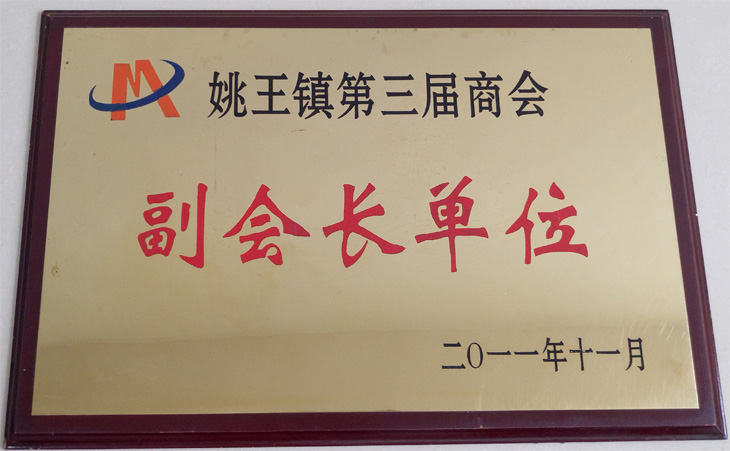 姚王镇第三届商会
副会长单位
二〇一一年十一月